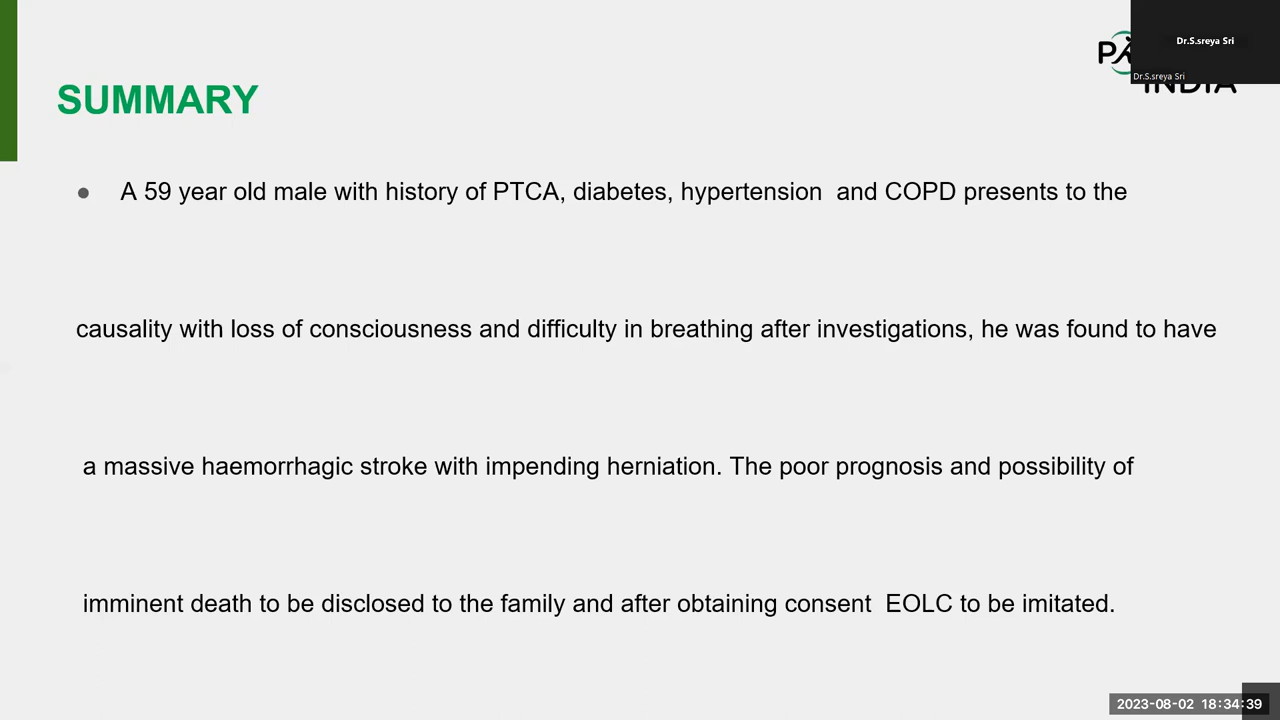 Dr.S.sreya Sri
Dr.S.sreya Sri
INDIA
SUMMARY
● A 59 year old male with history of PTCA, diabetes, hypertension and COPD presents to the
causality with loss of consciousness and difficulty in breathing after investigations, he was found to have
a massive haemorrhagic stroke with impending herniation. The poor prognosis and possibility of
imminent death to be disclosed to the family and after obtaining consent EOLC to be imitated.
2023-08-02 18:34:39